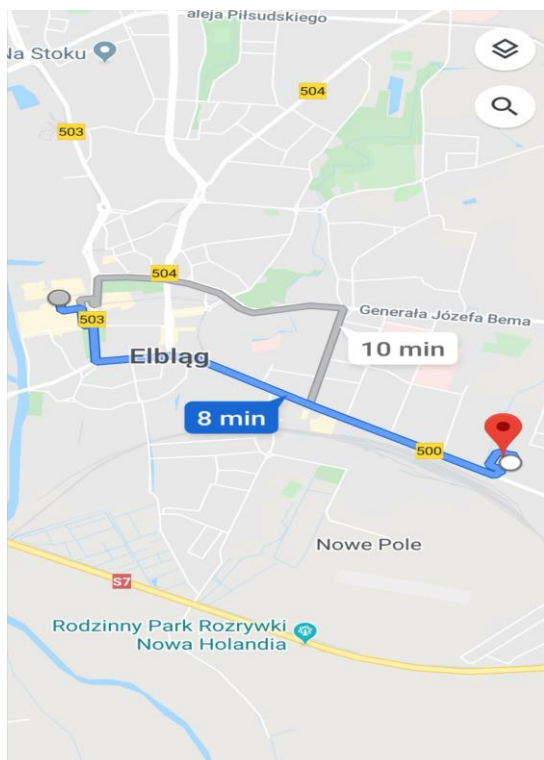 aleja Piłsudskiego
Na Stoku
504
503
504
503
Generała Józefa Bema
10 min
Elbląg
8 min
500
Nowe Pole
S7
Rodzinny Park Rozrywki
Nowa Holandia